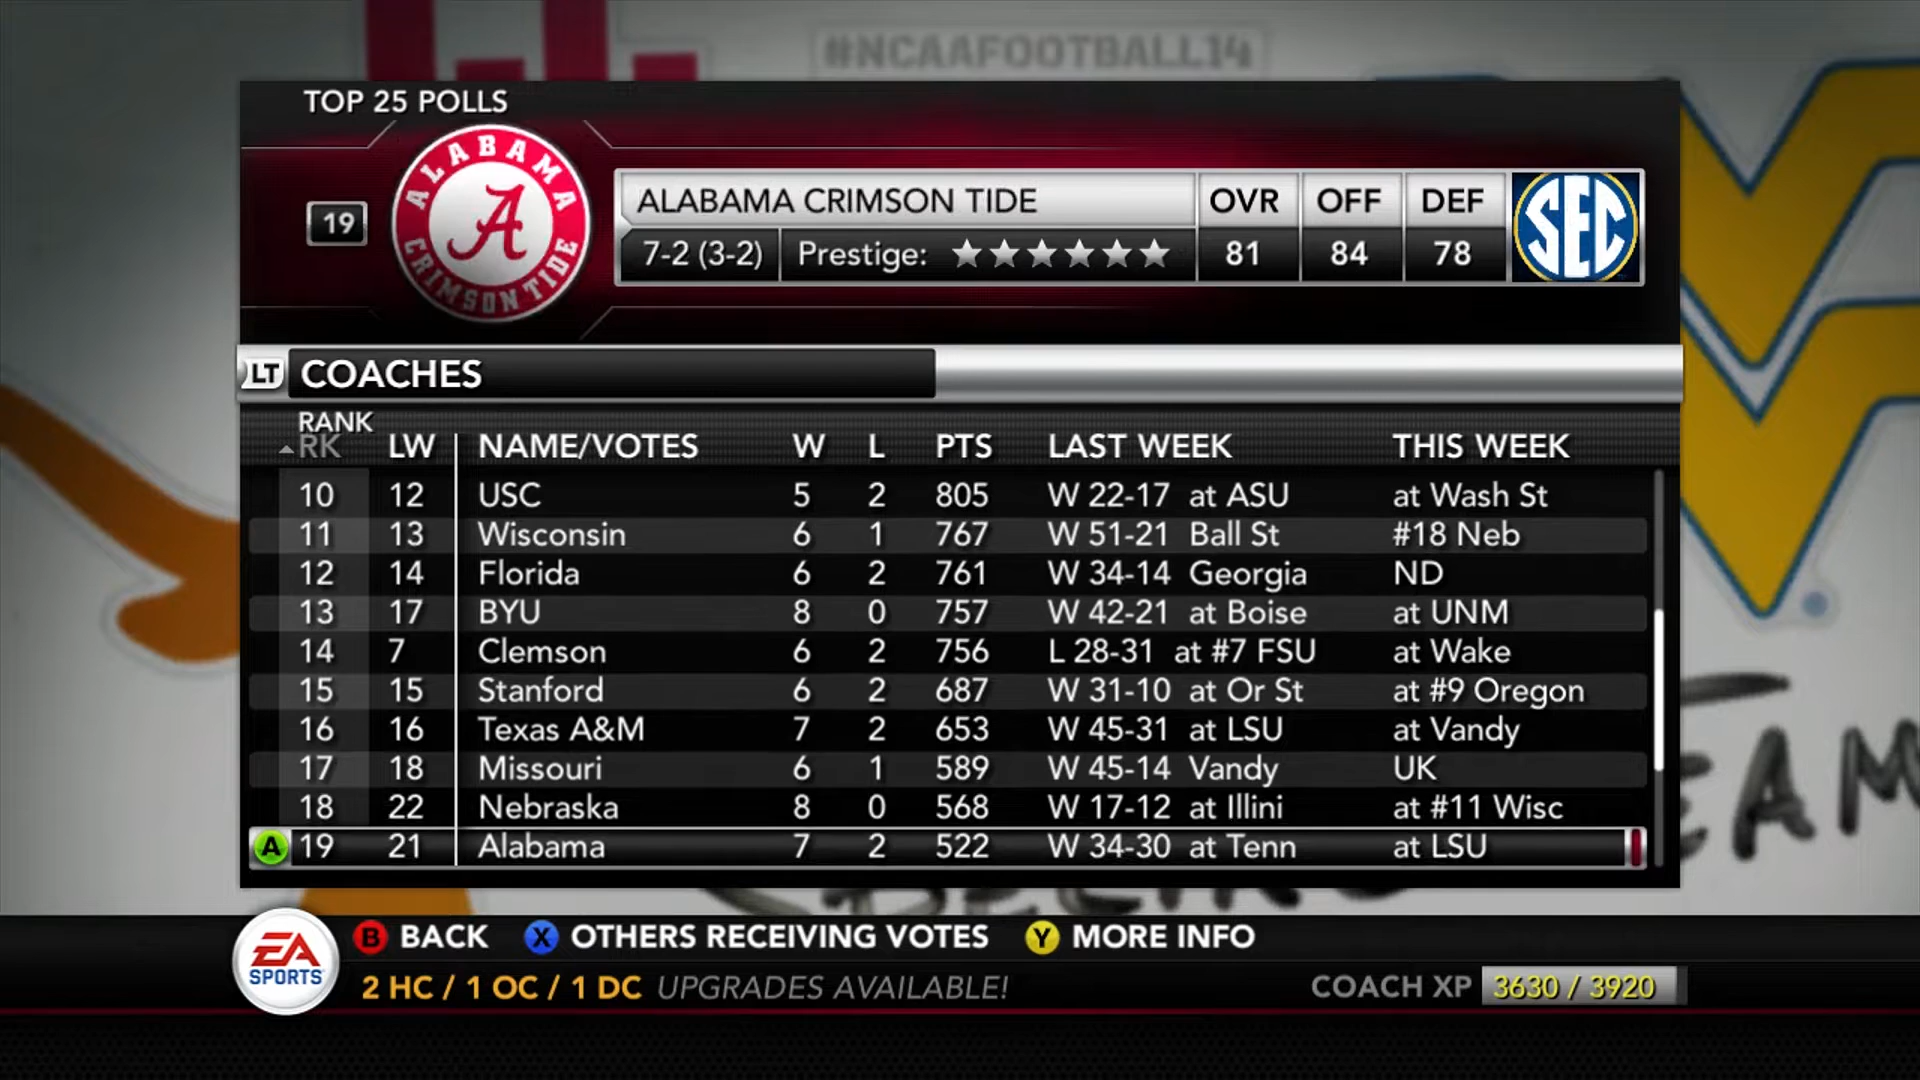 #NCAAFOOTBALL14
TOP 25 POLLS
19
ALABAMA CRIMSON TIDE
ALABAMA CRIMSON TIDE OVR OFF DEF
7-2 (3-2) Prestige: 81 84 78
SEC
LT COACHES
RANK
RK LW NAME/VOTES W L PTS LAST WEEK THIS WEEK
10 12 USC 5 2 805 W 22-17 at ASU at Wash St
11 13 Wisconsin 6 1 767 W 51-21 Ball St #18 Neb
12 14 Florida 6 2 761 W 34-14 Georgia ND
13 17 BYU 8 0 757 W 42-21 at Boise at UNM
14 7 Clemson 6 2 756 L 28-31 at #7 FSU at Wake
15 15 Stanford 6 2 687 W 31-10 at Or St at #9 Oregon
16 16 Texas A&M 7 2 653 W 45-31 at LSU at Vandy
17 18 Missouri 6 1 589 W 45-14 Vandy UK
18 22 Nebraska 8 0 568 W 17-12 at Illini at #11 Wisc
A 19 21 Alabama 7 2 522 W 34-30 at Tenn at LSU
B BACK X OTHERS RECEIVING VOTES Y MORE INFO
EA SPORTS
2 HC / 1 OC / 1 DC UPGRADES AVAILABLE! COACH XP 3630 / 3920